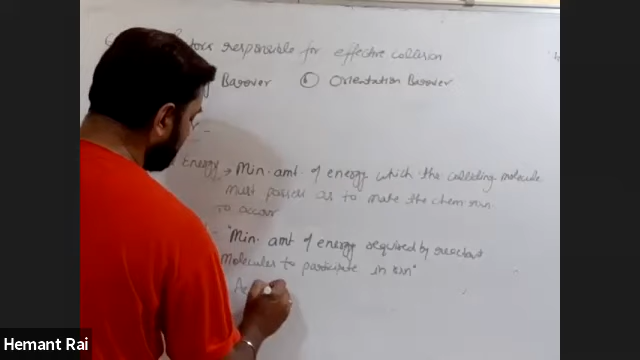 responsible for effective collision
Barrier ⓑ Orientation Barrier
Energy → Min. amt. of energy which the colliding molecule
must posses as to make the chem. rxn
to occur
- "Min. amt of energy required by reactant
molecules to participate in rxn"
Hemant Rai